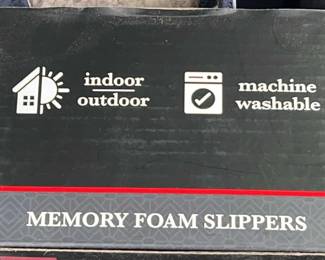 indoor
outdoor
machine
washable
MEMORY FOAM SLIPPERS